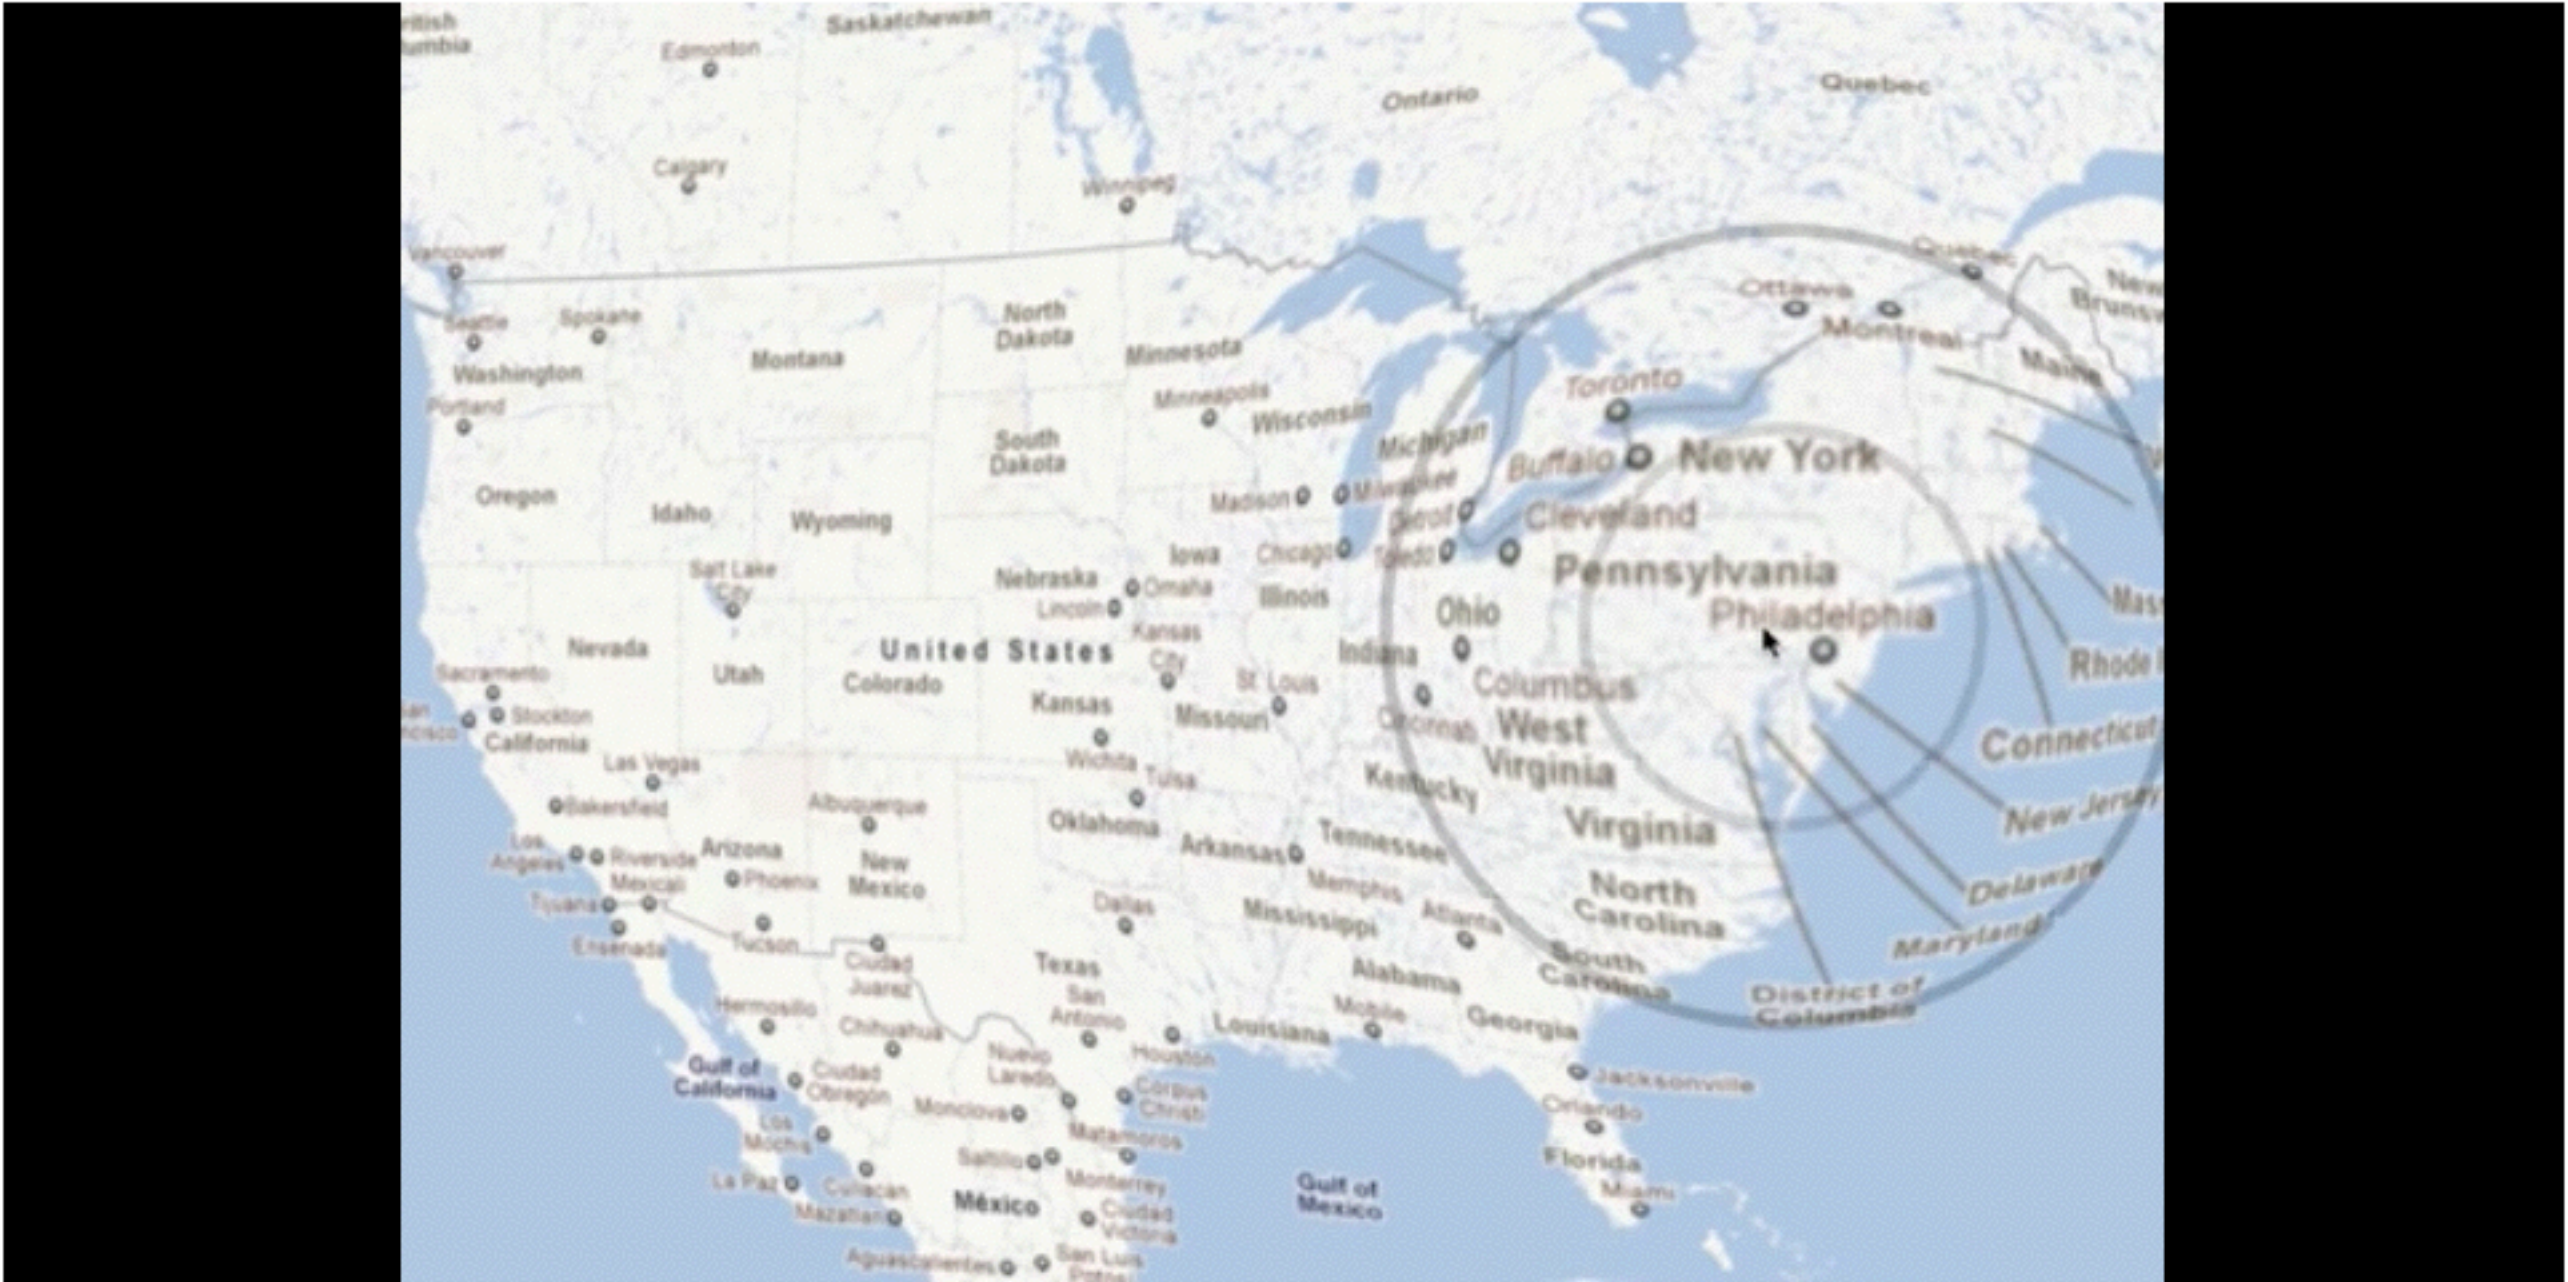 ritish
umbia
Edmonton
Saskatchewan
Calgary
Winnipeg
Ontario
Quebec
Vancouver
Seattle
Spokane
Washington
Portland
Montana
North
Dakota
Minnesota
Minneapolis
Wisconsin
Michigan
Toronto
Ottawa
Montreal
Quebec
New
Brunsw
Maine
Oregon
Idaho
Wyoming
South
Dakota
Madison
Milwaukee
Detroit
Buffalo
New York
Cleveland
Iowa
Chicago
Toledo
Pennsylvania
Philadelphia
Mass
Salt Lake
City
Nebraska
Omaha
Lincoln
Illinois
Ohio
Nevada
Utah
United States
Colorado
Kansas
City
St. Louis
Indiana
Columbus
Rhode I
Sacramento
Stockton
California
an
ncisco
Kansas
Missouri
Cincinnati
West
Virginia
Connecticut
Las Vegas
Wichita
Tulsa
Kentucky
Virginia
New Jersey
Bakersfield
Albuquerque
Oklahoma
Arkansas
Tennessee
Memphis
Los
Angeles
Riverside
Arizona
New
Mexico
Phoenix
Mexicali
Tijuana
Ensenada
Tucson
Dallas
Mississippi
Atlanta
North
Carolina
Delaware
Maryland
Ciudad
Juarez
Texas
Alabama
South
Carolina
District of
Columbia
Hermosillo
Chihuahua
San
Antonio
Houston
Louisiana
Mobile
Georgia
Gulf of
California
Ciudad
Obregón
Nuevo
Laredo
Corpus
Christi
Jacksonville
Monclova
Orlando
Los
Mochis
Matamoros
Saltillo
Monterrey
Florida
La Paz
Culiacan
México
Gulf of
Mexico
Miami
Mazatlan
Ciudad
Victoria
Aguascalientes
San Luis
Potosi